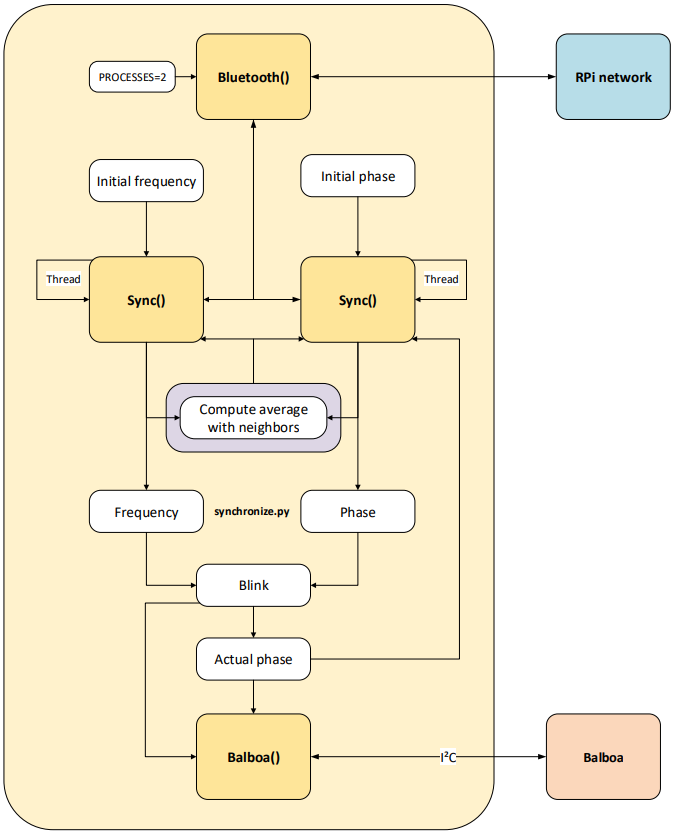 PROCESSES=2
Bluetooth()
RPi network
Initial frequency
Initial phase
Thread
Sync()
Sync()
Thread
Compute average
with neighbors
Frequency
synchronize.py
Phase
Blink
Actual phase
Balboa()
I²C
Balboa